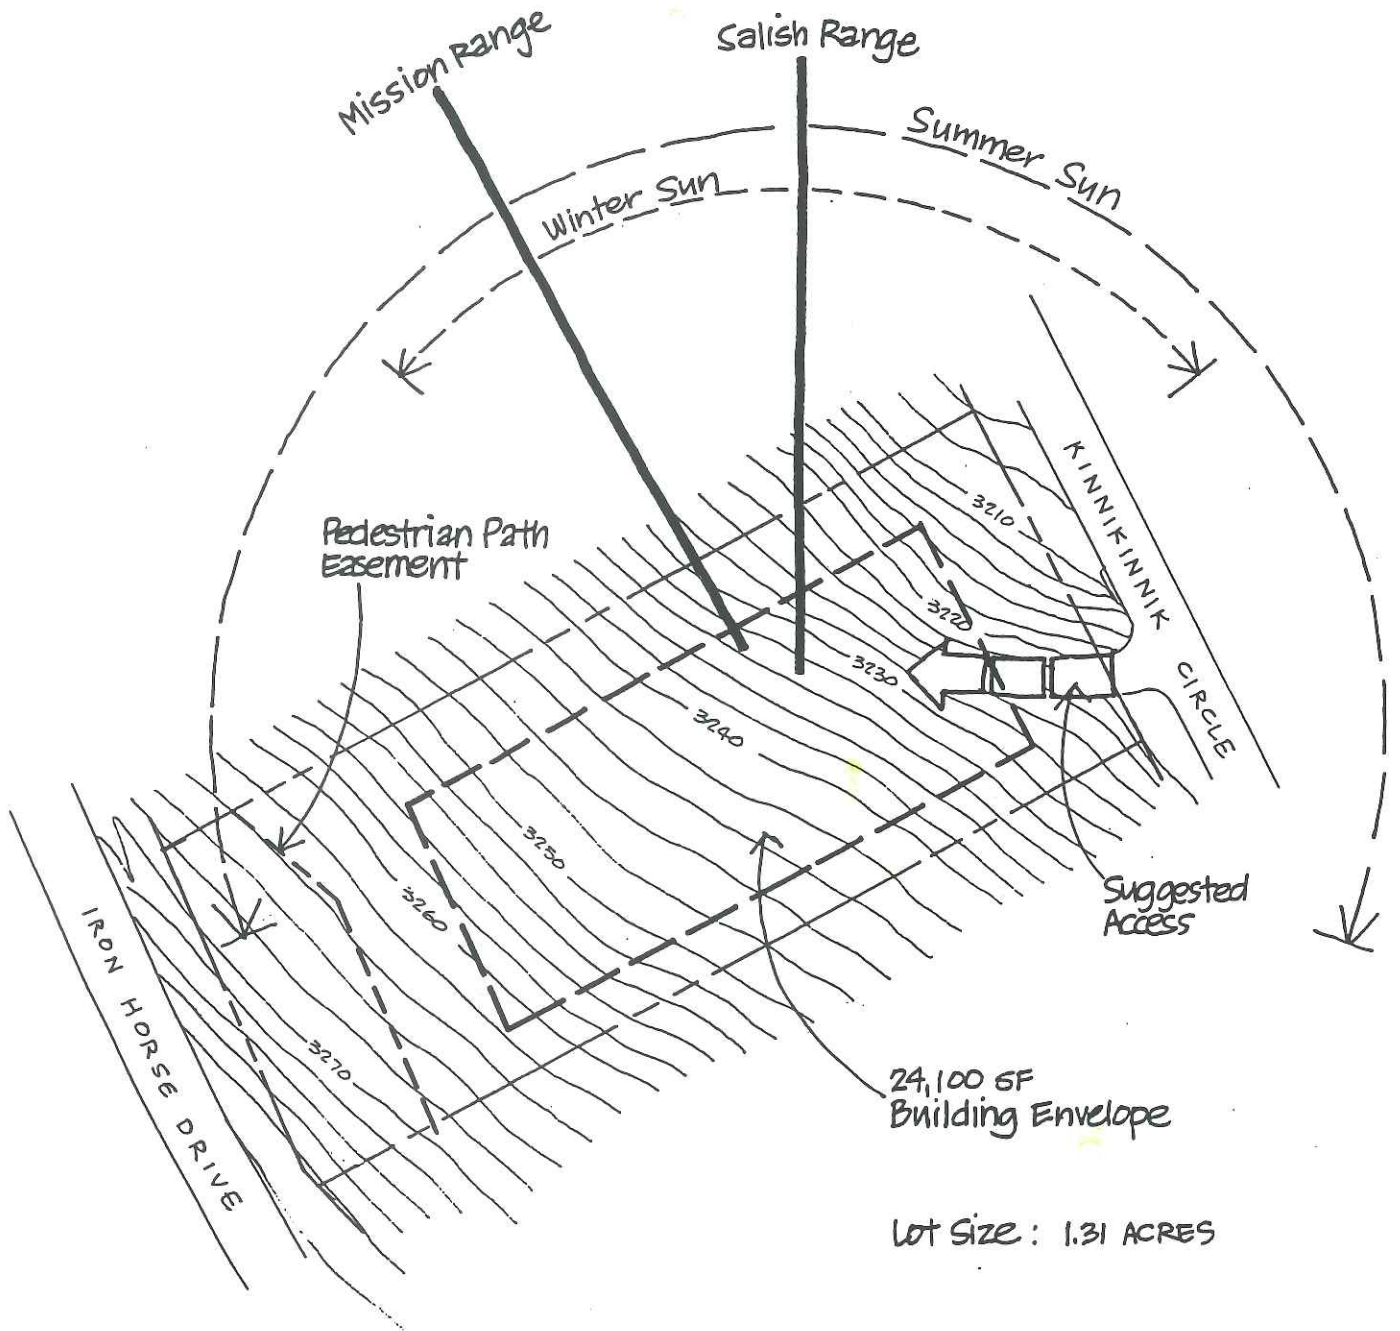 Mission Range
Salish Range
Summer Sun
Winter Sun
KINNIKINNIK CIRCLE
Pedestrian Path
Easement
3210
3220
3230
3240
3250
3260
3270
Suggested
Access
IRON HORSE DRIVE
24,100 SF
Building Envelope
Lot Size: 1.31 ACRES